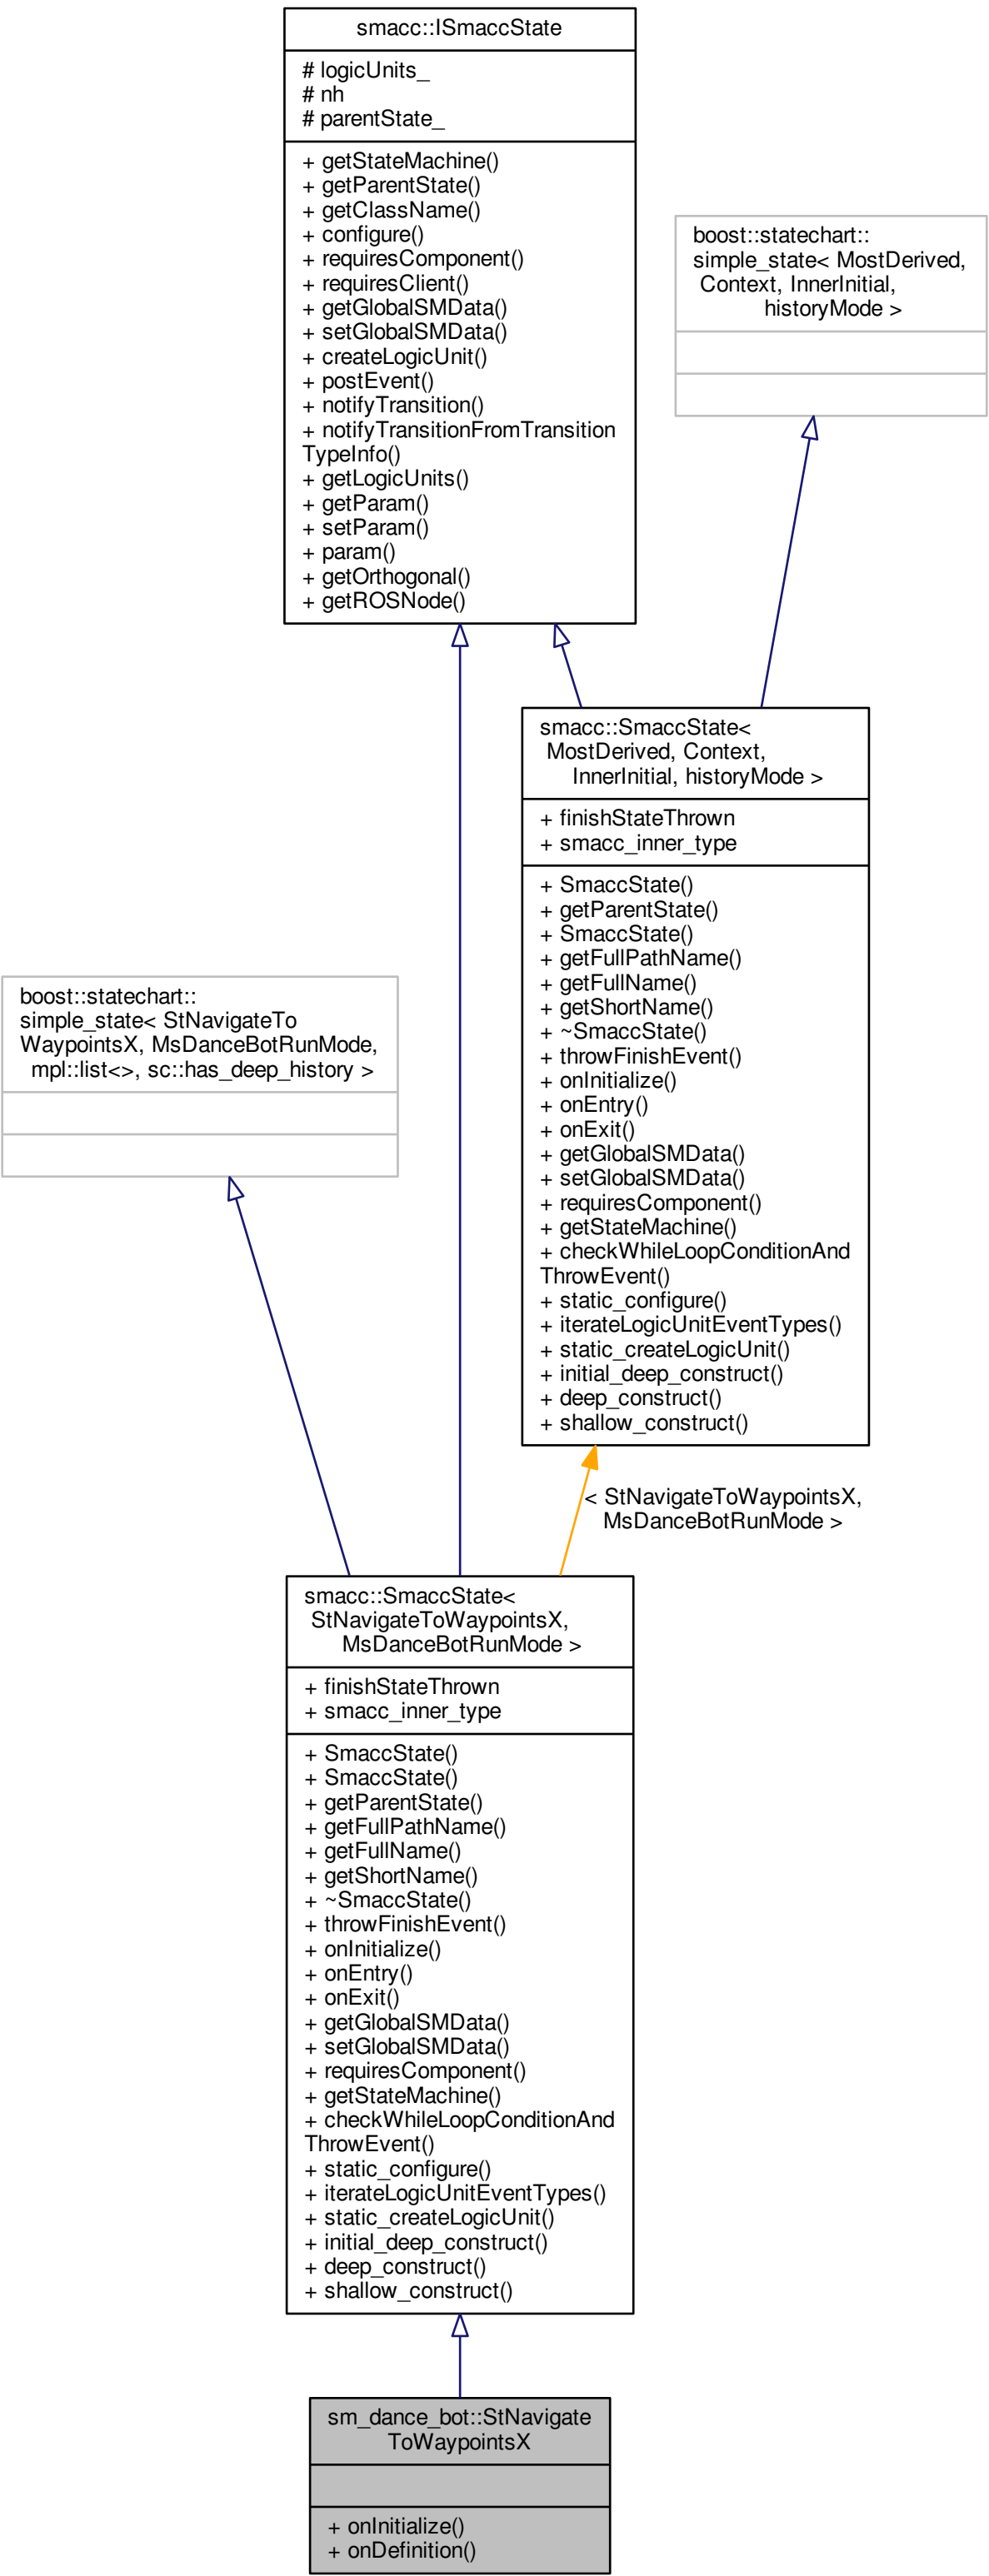 smacc::ISmaccState
# logicUnits_
# nh
# parentState_
+ getStateMachine()
+ getParentState()
+ getClassName()
+ configure()
+ requiresComponent()
+ requiresClient()
+ getGlobalSMData()
+ setGlobalSMData()
+ createLogicUnit()
+ postEvent()
+ notifyTransition()
+ notifyTransitionFromTransition
TypeInfo()
+ getLogicUnits()
+ getParam()
+ setParam()
+ param()
+ getOrthogonal()
+ getROSNode()
boost::statechart::
simple_state< MostDerived,
Context, InnerInitial,
historyMode >
smacc::SmaccState<
MostDerived, Context,
InnerInitial, historyMode >
+ finishStateThrown
+ smacc_inner_type
+ SmaccState()
+ getParentState()
+ SmaccState()
+ getFullPathName()
+ getFullName()
+ getShortName()
+ ~SmaccState()
+ throwFinishEvent()
+ onInitialize()
+ onEntry()
+ onExit()
+ getGlobalSMData()
+ setGlobalSMData()
+ requiresComponent()
+ getStateMachine()
+ checkWhileLoopConditionAnd
ThrowEvent()
+ static_configure()
+ iterateLogicUnitEventTypes()
+ static_createLogicUnit()
+ initial_deep_construct()
+ deep_construct()
+ shallow_construct()
boost::statechart::
simple_state< StNavigateTo
WaypointsX, MsDanceBotRunMode,
mpl::list<>, sc::has_deep_history >
< StNavigateToWaypointsX,
MsDanceBotRunMode >
smacc::SmaccState<
StNavigateToWaypointsX,
MsDanceBotRunMode >
+ finishStateThrown
+ smacc_inner_type
+ SmaccState()
+ SmaccState()
+ getParentState()
+ getFullPathName()
+ getFullName()
+ getShortName()
+ ~SmaccState()
+ throwFinishEvent()
+ onInitialize()
+ onEntry()
+ onExit()
+ getGlobalSMData()
+ setGlobalSMData()
+ requiresComponent()
+ getStateMachine()
+ checkWhileLoopConditionAnd
ThrowEvent()
+ static_configure()
+ iterateLogicUnitEventTypes()
+ static_createLogicUnit()
+ initial_deep_construct()
+ deep_construct()
+ shallow_construct()
sm_dance_bot::StNavigate
ToWaypointsX
+ onInitialize()
+ onDefinition()